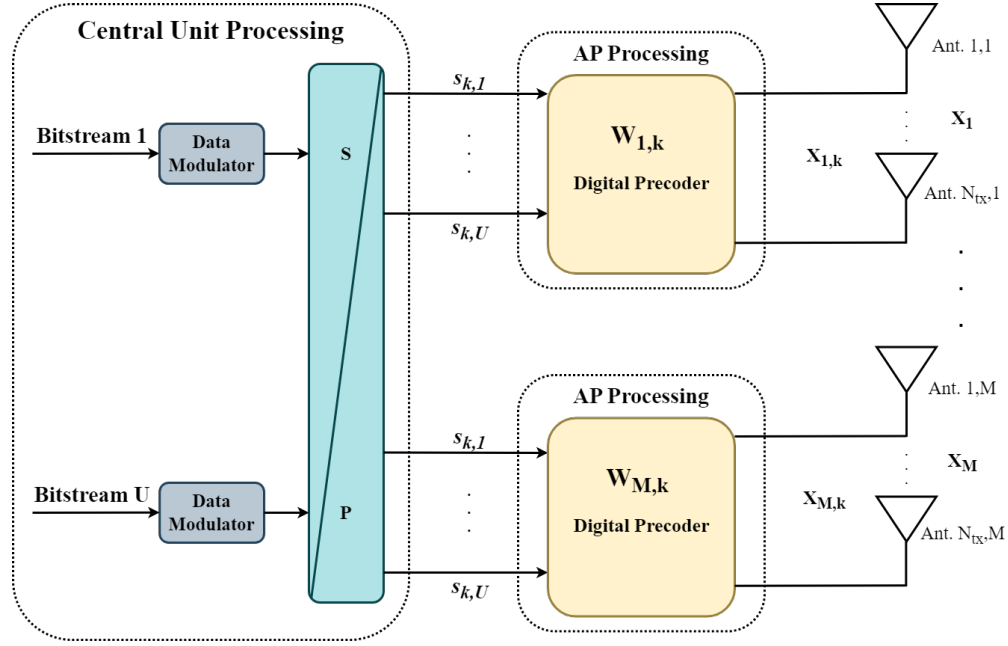 Central Unit Processing
Bitstream 1
Data
Modulator
S
P
Bitstream U
Data
Modulator
s_{k,1}
s_{k,U}
s_{k,1}
s_{k,U}
AP Processing
W_{1,k}
Digital Precoder
AP Processing
W_{M,k}
Digital Precoder
X_{1,k}
Ant. 1,1
X_1
Ant. N_{tx},1
X_{M,k}
Ant. 1,M
X_M
Ant. N_{tx},M